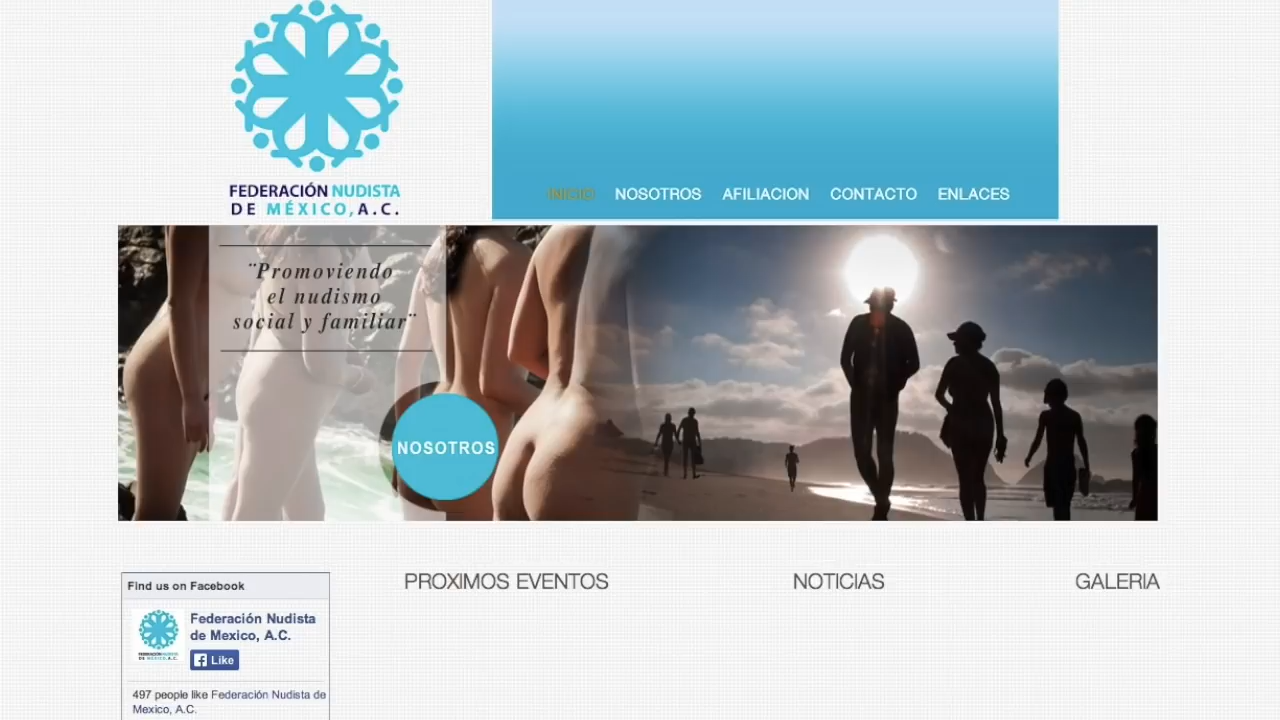 FEDERACIÓN NUDISTA
DE MÉXICO, A.C.
INICIO NOSOTROS AFILIACION CONTACTO ENLACES
¨Promoviendo
el nudismo
social y familiar¨
NOSOTROS
PROXIMOS EVENTOS NOTICIAS GALERIA
Find us on Facebook
Federación Nudista
de Mexico, A.C.
Like
497 people like Federación Nudista de
Mexico, A.C.